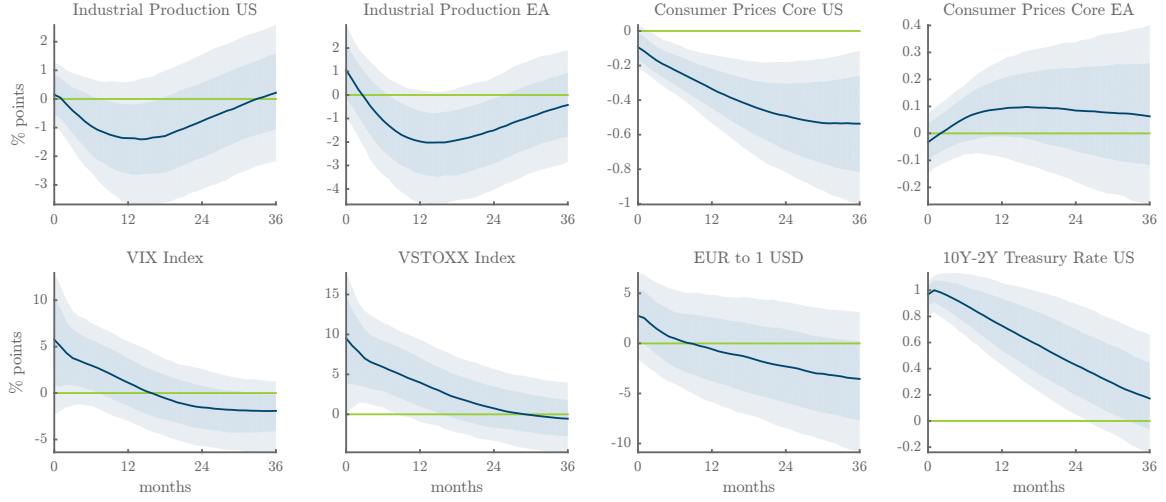 Industrial Production US
Industrial Production EA
Consumer Prices Core US
Consumer Prices Core EA
% points
2
1
0
-1
-2
-3
0 12 24 36
2
1
0
-1
-2
-3
-4
0 12 24 36
0
-0.2
-0.4
-0.6
-0.8
-1
0 12 24 36
0.4
0.3
0.2
0.1
0
-0.1
-0.2
0 12 24 36
VIX Index
VSTOXX Index
EUR to 1 USD
10Y-2Y Treasury Rate US
% points
10
5
0
-5
0 12 24 36
months
15
10
5
0
0 12 24 36
months
5
0
-5
-10
0 12 24 36
months
1
0.8
0.6
0.4
0.2
0
-0.2
0 12 24 36
months